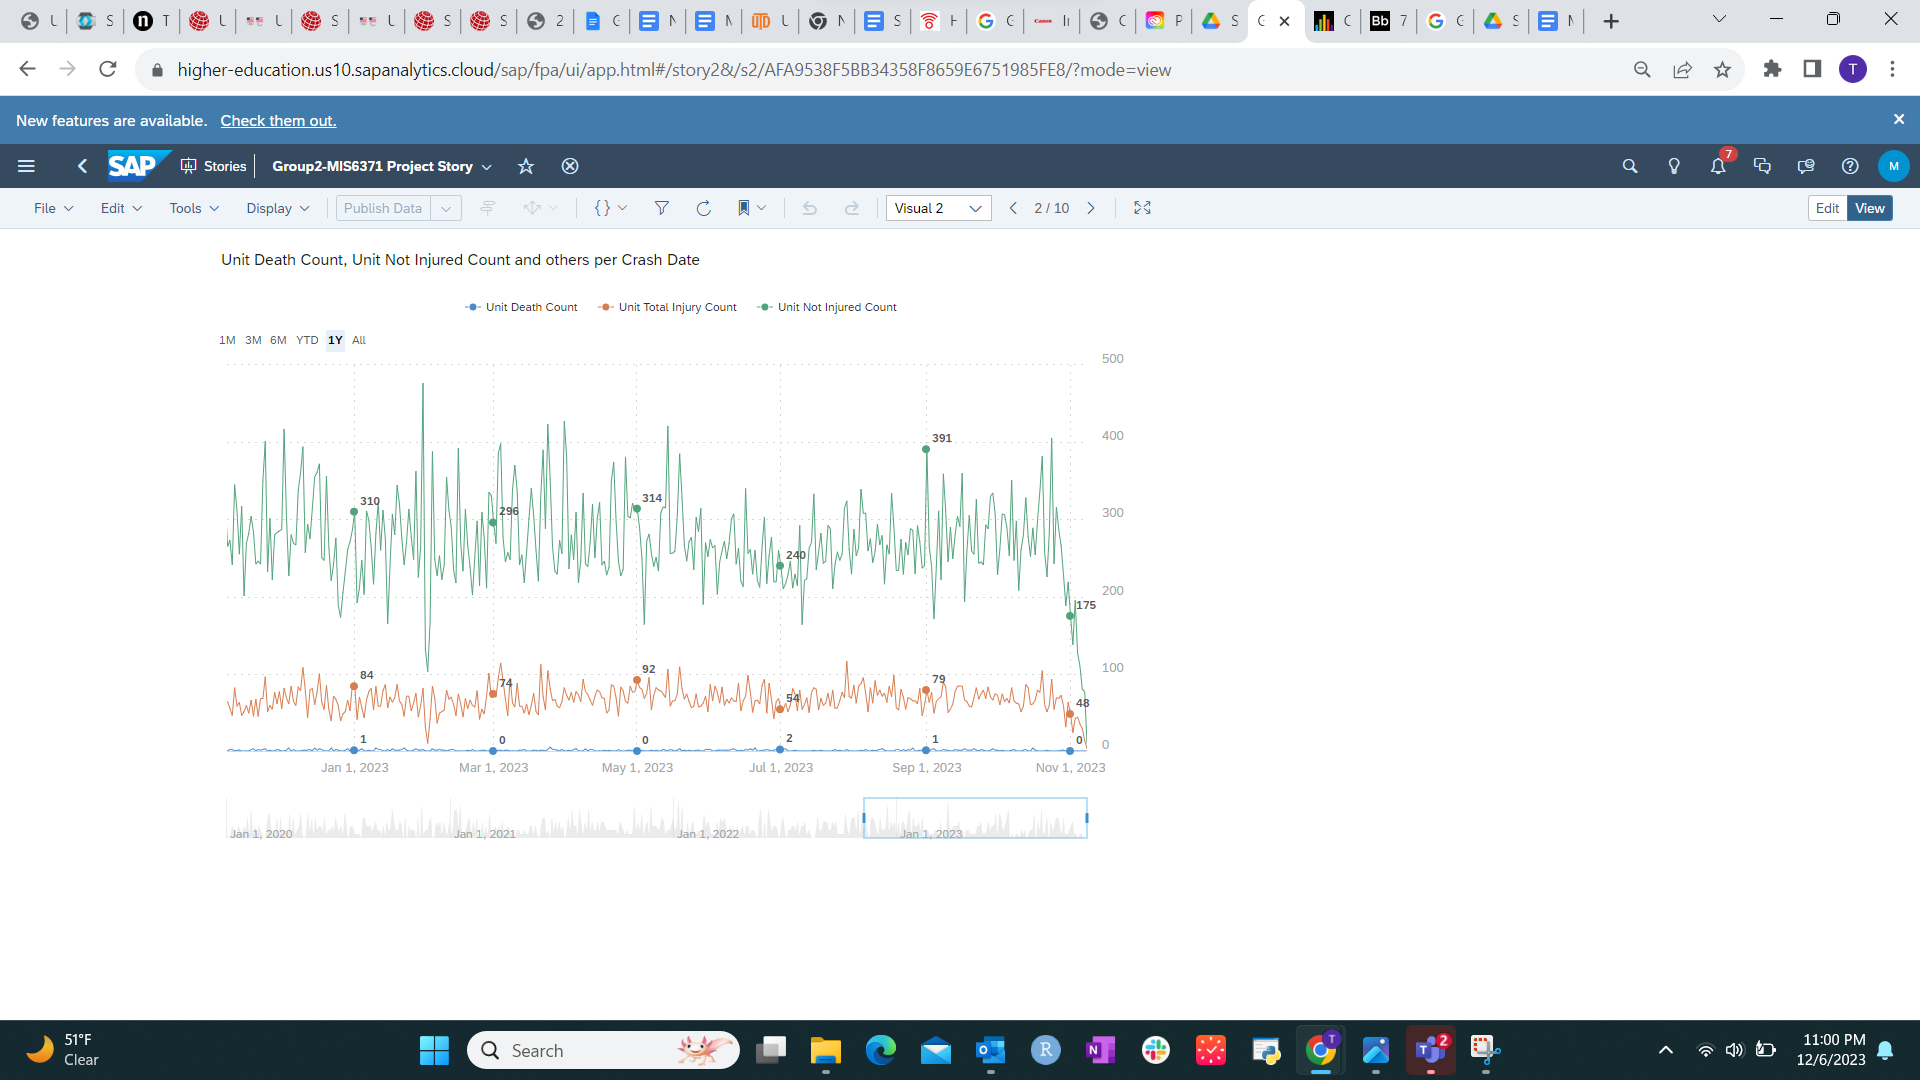 U S T U U S U S S 2 G N M U N S H G Ir C P S G C 7 G S M
higher-education.us10.sapanalytics.cloud/sap/fpa/ui/app.html#/story2&/s2/AFA9538F5BB34358F8659E6751985FE8/?mode=view T
New features are available. Check them out.
SAP Stories Group2-MIS6371 Project Story 7 M
File Edit Tools Display Publish Data Visual 2 2 / 10 Edit View
Unit Death Count, Unit Not Injured Count and others per Crash Date
Unit Death Count Unit Total Injury Count Unit Not Injured Count
1M 3M 6M YTD 1Y All
500
400
300
200
100
0
310 296 314 240 391 175
84 74 92 54 79 48
1 0 0 2 1 0
Jan 1, 2023 Mar 1, 2023 May 1, 2023 Jul 1, 2023 Sep 1, 2023 Nov 1, 2023
Jan 1, 2020 Jan 1, 2021 Jan 1, 2022 Jan 1, 2023
51°F
Clear
Search
11:00 PM
12/6/2023